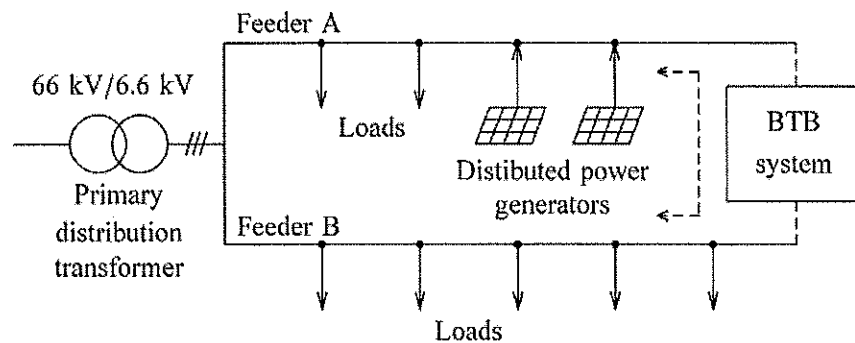 Feeder A
66 kV/6.6 kV
Loads
BTB
system
Primary
distribution
transformer
Distibuted power
generators
Feeder B
Loads